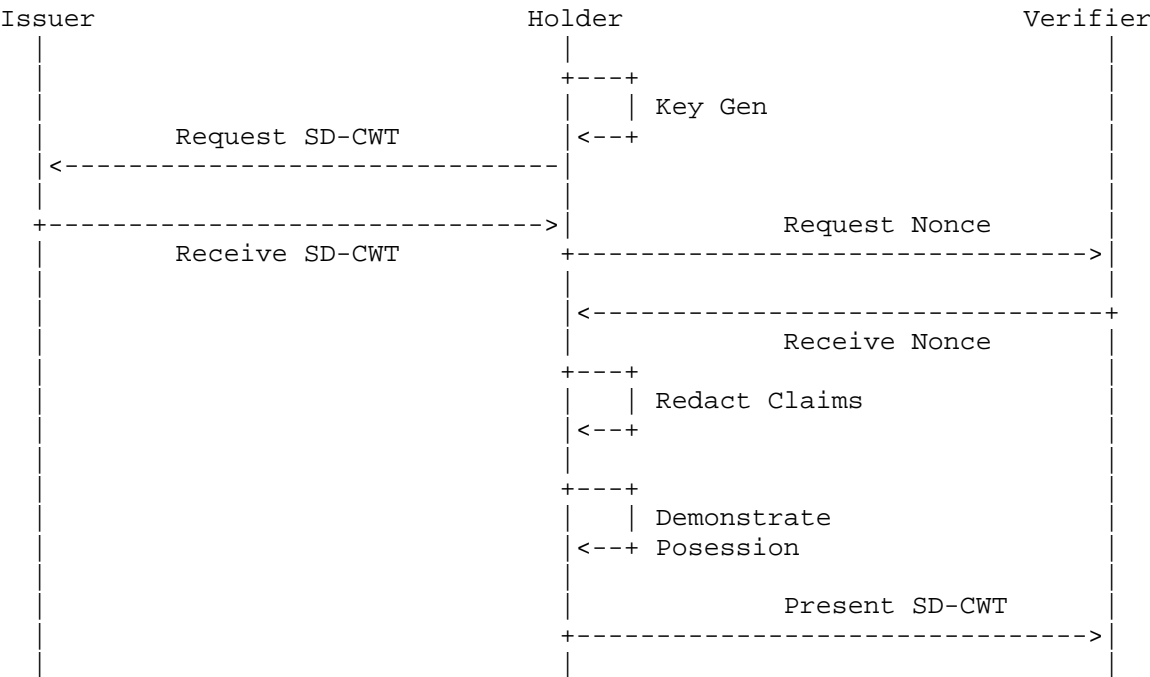 Issuer Holder Verifier
Key Gen
Request SD-CWT
Request Nonce
Receive SD-CWT
Receive Nonce
Redact Claims
Demonstrate
Posession
Present SD-CWT